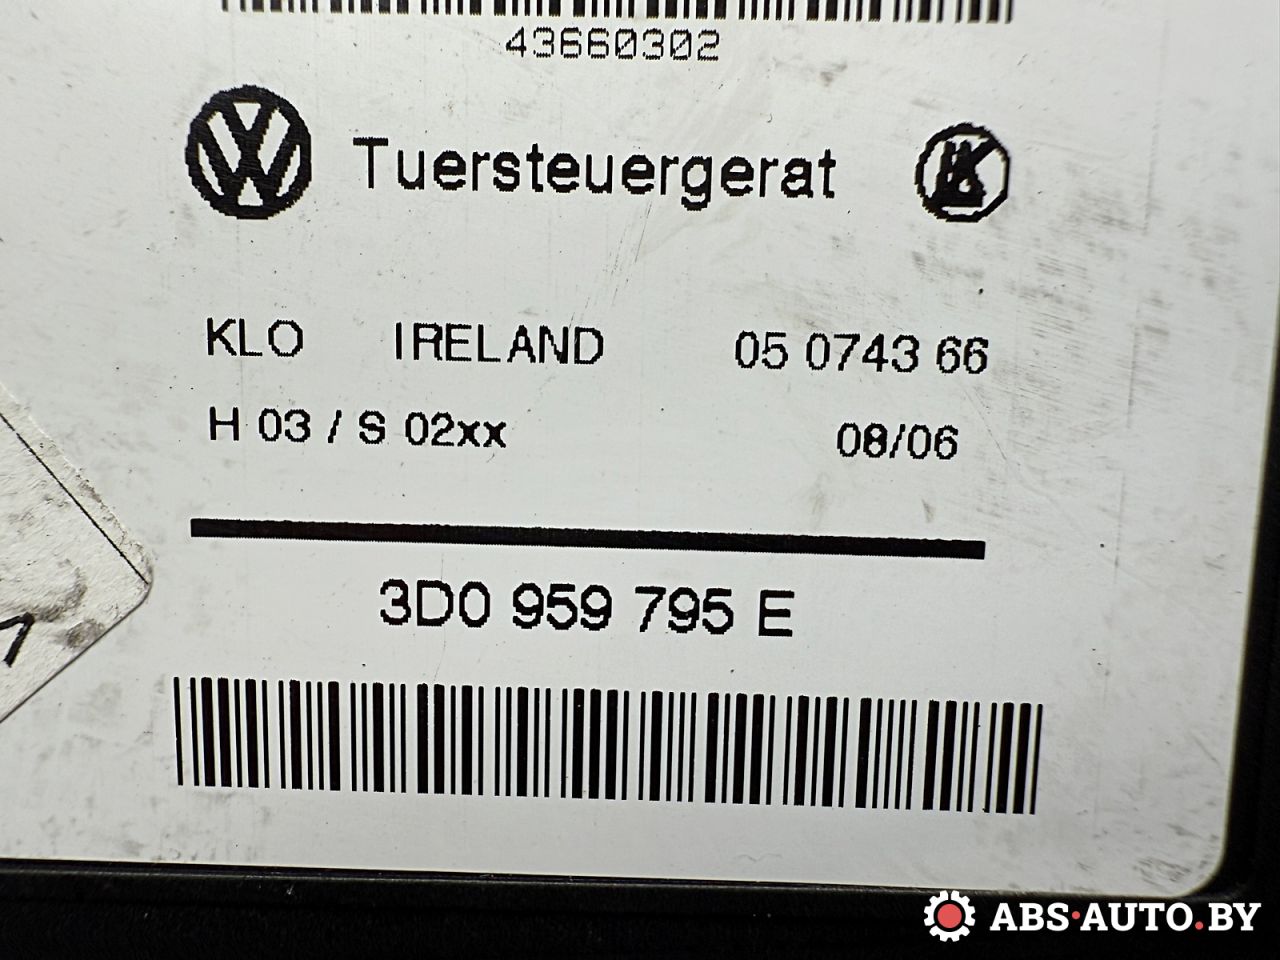 43660302
Tuersteuergerat
KLO IRELAND 05 0743 66
H 03 / S 02xx 08/06
3D0 959 795 E
ABS·AUTO.BY